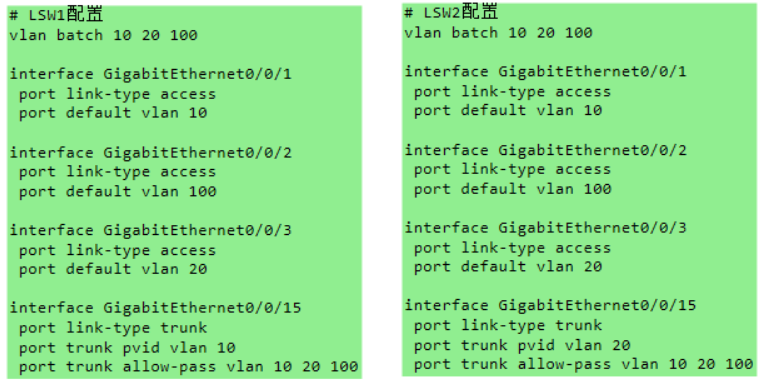 # LSW1配置
vlan batch 10 20 100
interface GigabitEthernet0/0/1
port link-type access
port default vlan 10
interface GigabitEthernet0/0/2
port link-type access
port default vlan 100
interface GigabitEthernet0/0/3
port link-type access
port default vlan 20
interface GigabitEthernet0/0/15
port link-type trunk
port trunk pvid vlan 10
port trunk allow-pass vlan 10 20 100
# LSW2配置
vlan batch 10 20 100
interface GigabitEthernet0/0/1
port link-type access
port default vlan 10
interface GigabitEthernet0/0/2
port link-type access
port default vlan 100
interface GigabitEthernet0/0/3
port link-type access
port default vlan 20
interface GigabitEthernet0/0/15
port link-type trunk
port trunk pvid vlan 20
port trunk allow-pass vlan 10 20 100